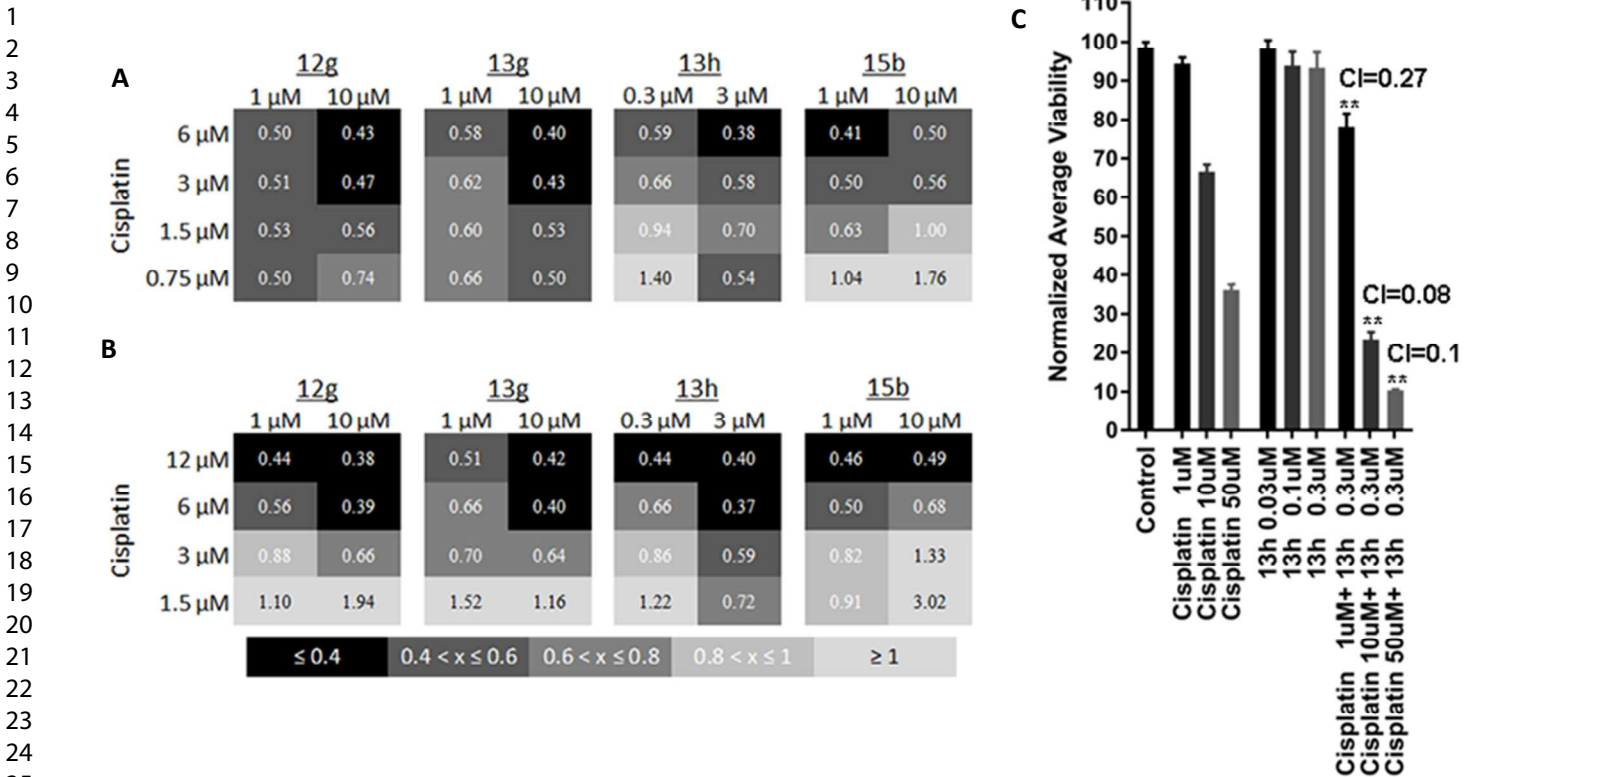 1
2
3
4
5
6
7
8
9
10
11
12
13
14
15
16
17
18
19
20
21
22
23
24
A
12g 13g 13h 15b
1 µM 10 µM 1 µM 10 µM 0.3 µM 3 µM 1 µM 10 µM
Cisplatin
6 µM 0.50 0.43 0.58 0.40 0.59 0.38 0.41 0.50
3 µM 0.51 0.47 0.62 0.43 0.66 0.58 0.50 0.56
1.5 µM 0.53 0.56 0.60 0.53 0.94 0.70 0.63 1.00
0.75 µM 0.50 0.74 0.66 0.50 1.40 0.54 1.04 1.76
B
12g 13g 13h 15b
1 µM 10 µM 1 µM 10 µM 0.3 µM 3 µM 1 µM 10 µM
Cisplatin
12 µM 0.44 0.38 0.51 0.42 0.44 0.40 0.46 0.49
6 µM 0.56 0.39 0.66 0.40 0.66 0.37 0.50 0.68
3 µM 0.88 0.66 0.70 0.64 0.86 0.59 0.82 1.33
1.5 µM 1.10 1.94 1.52 1.16 1.22 0.72 0.91 3.02
≤ 0.4 0.4 < x ≤ 0.6 0.6 < x ≤ 0.8 0.8 < x ≤ 1 ≥ 1
C
Normalized Average Viability
110
100
90
80
70
60
50
40
30
20
10
0
CI=0.27
**
CI=0.08
**
CI=0.1
**
Control
Cisplatin 1uM
Cisplatin 10uM
Cisplatin 50uM
13h 0.03uM
13h 0.1uM
13h 0.3uM
Cisplatin 1uM+ 13h 0.3uM
Cisplatin 10uM+ 13h 0.3uM
Cisplatin 50uM+ 13h 0.3uM